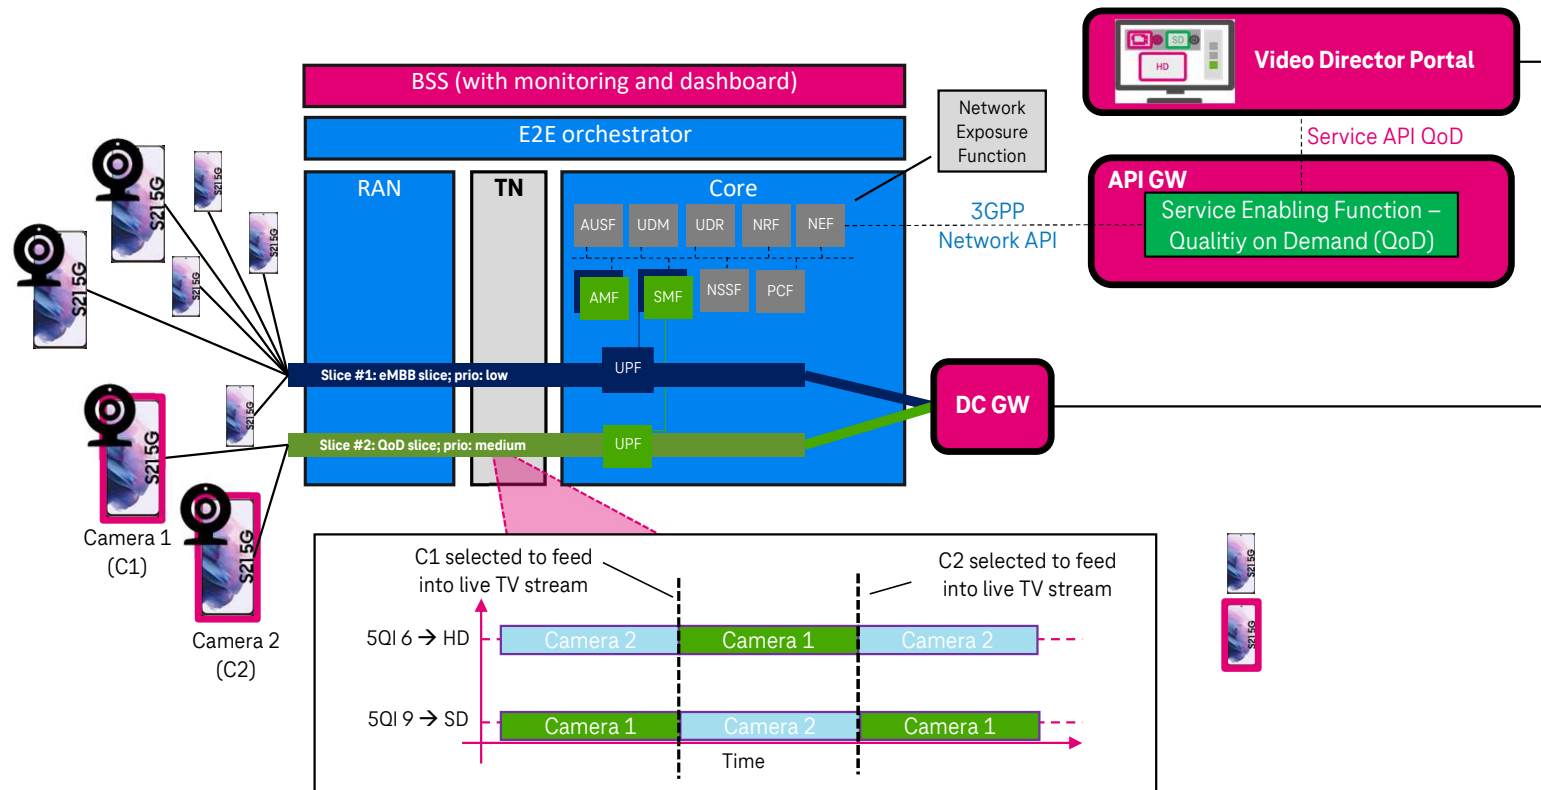 BSS (with monitoring and dashboard)
E2E orchestrator
RAN
TN
Core
AUSF
UDM
UDR
NRF
NEF
AMF
SMF
NSSF
PCF
UPF
UPF
Slice #1: eMBB slice; prio: low
Slice #2: QoD slice; prio: medium
Network
Exposure
Function
3GPP
Network API
SD
HD
Video Director Portal
Service API QoD
API GW
Service Enabling Function –
Qualitiy on Demand (QoD)
DC GW
S21 5G
S21 5G
S21 5G
S21 5G
S21 5G
S21 5G
S21 5G
S21 5G
Camera 1
(C1)
Camera 2
(C2)
C1 selected to feed
into live TV stream
C2 selected to feed
into live TV stream
5QI 6 → HD
Camera 2
Camera 1
Camera 2
5QI 9 → SD
Camera 1
Camera 2
Camera 1
Time
S21 5G
S21 5G